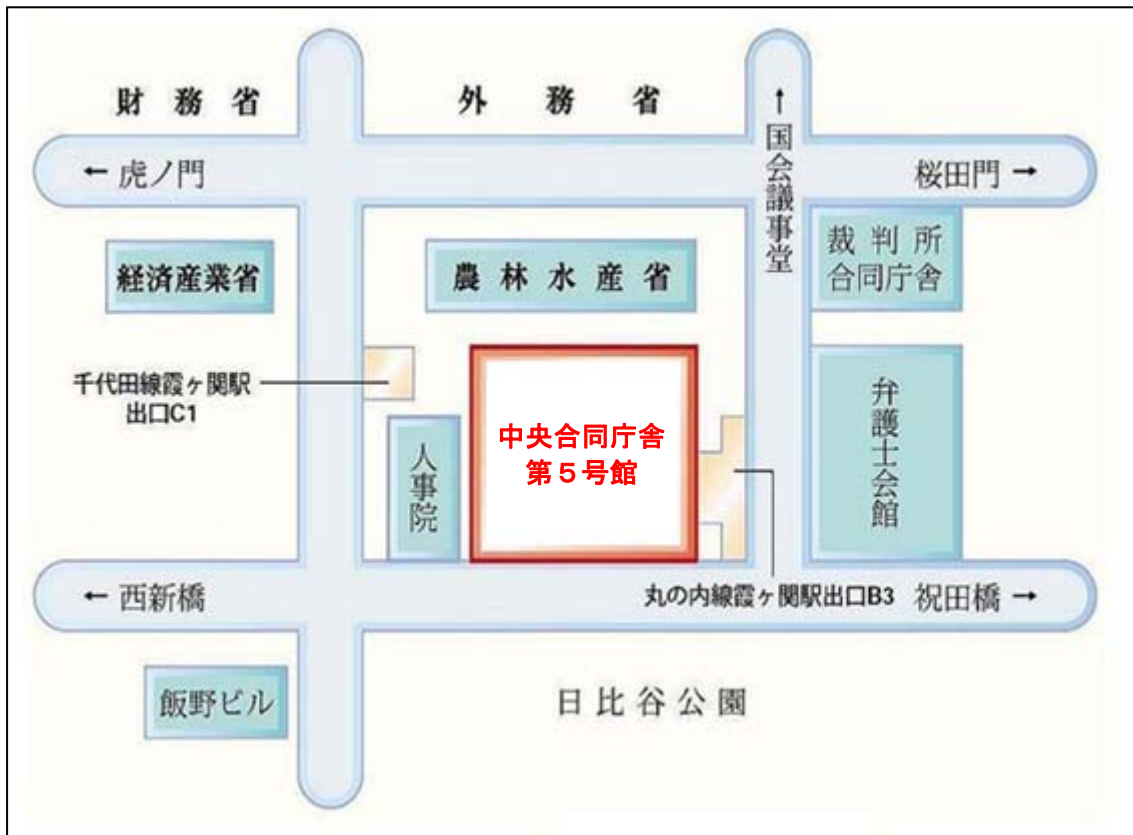 財務省
外務省
↑国会議事堂
← 虎ノ門
桜田門 →
経済産業省
農林水産省
裁判所
合同庁舎
千代田線霞ヶ関駅
出口C1
人事院
中央合同庁舎
第５号館
弁護士会館
← 西新橋
丸の内線霞ヶ関駅出口B3
祝田橋 →
飯野ビル
日比谷公園